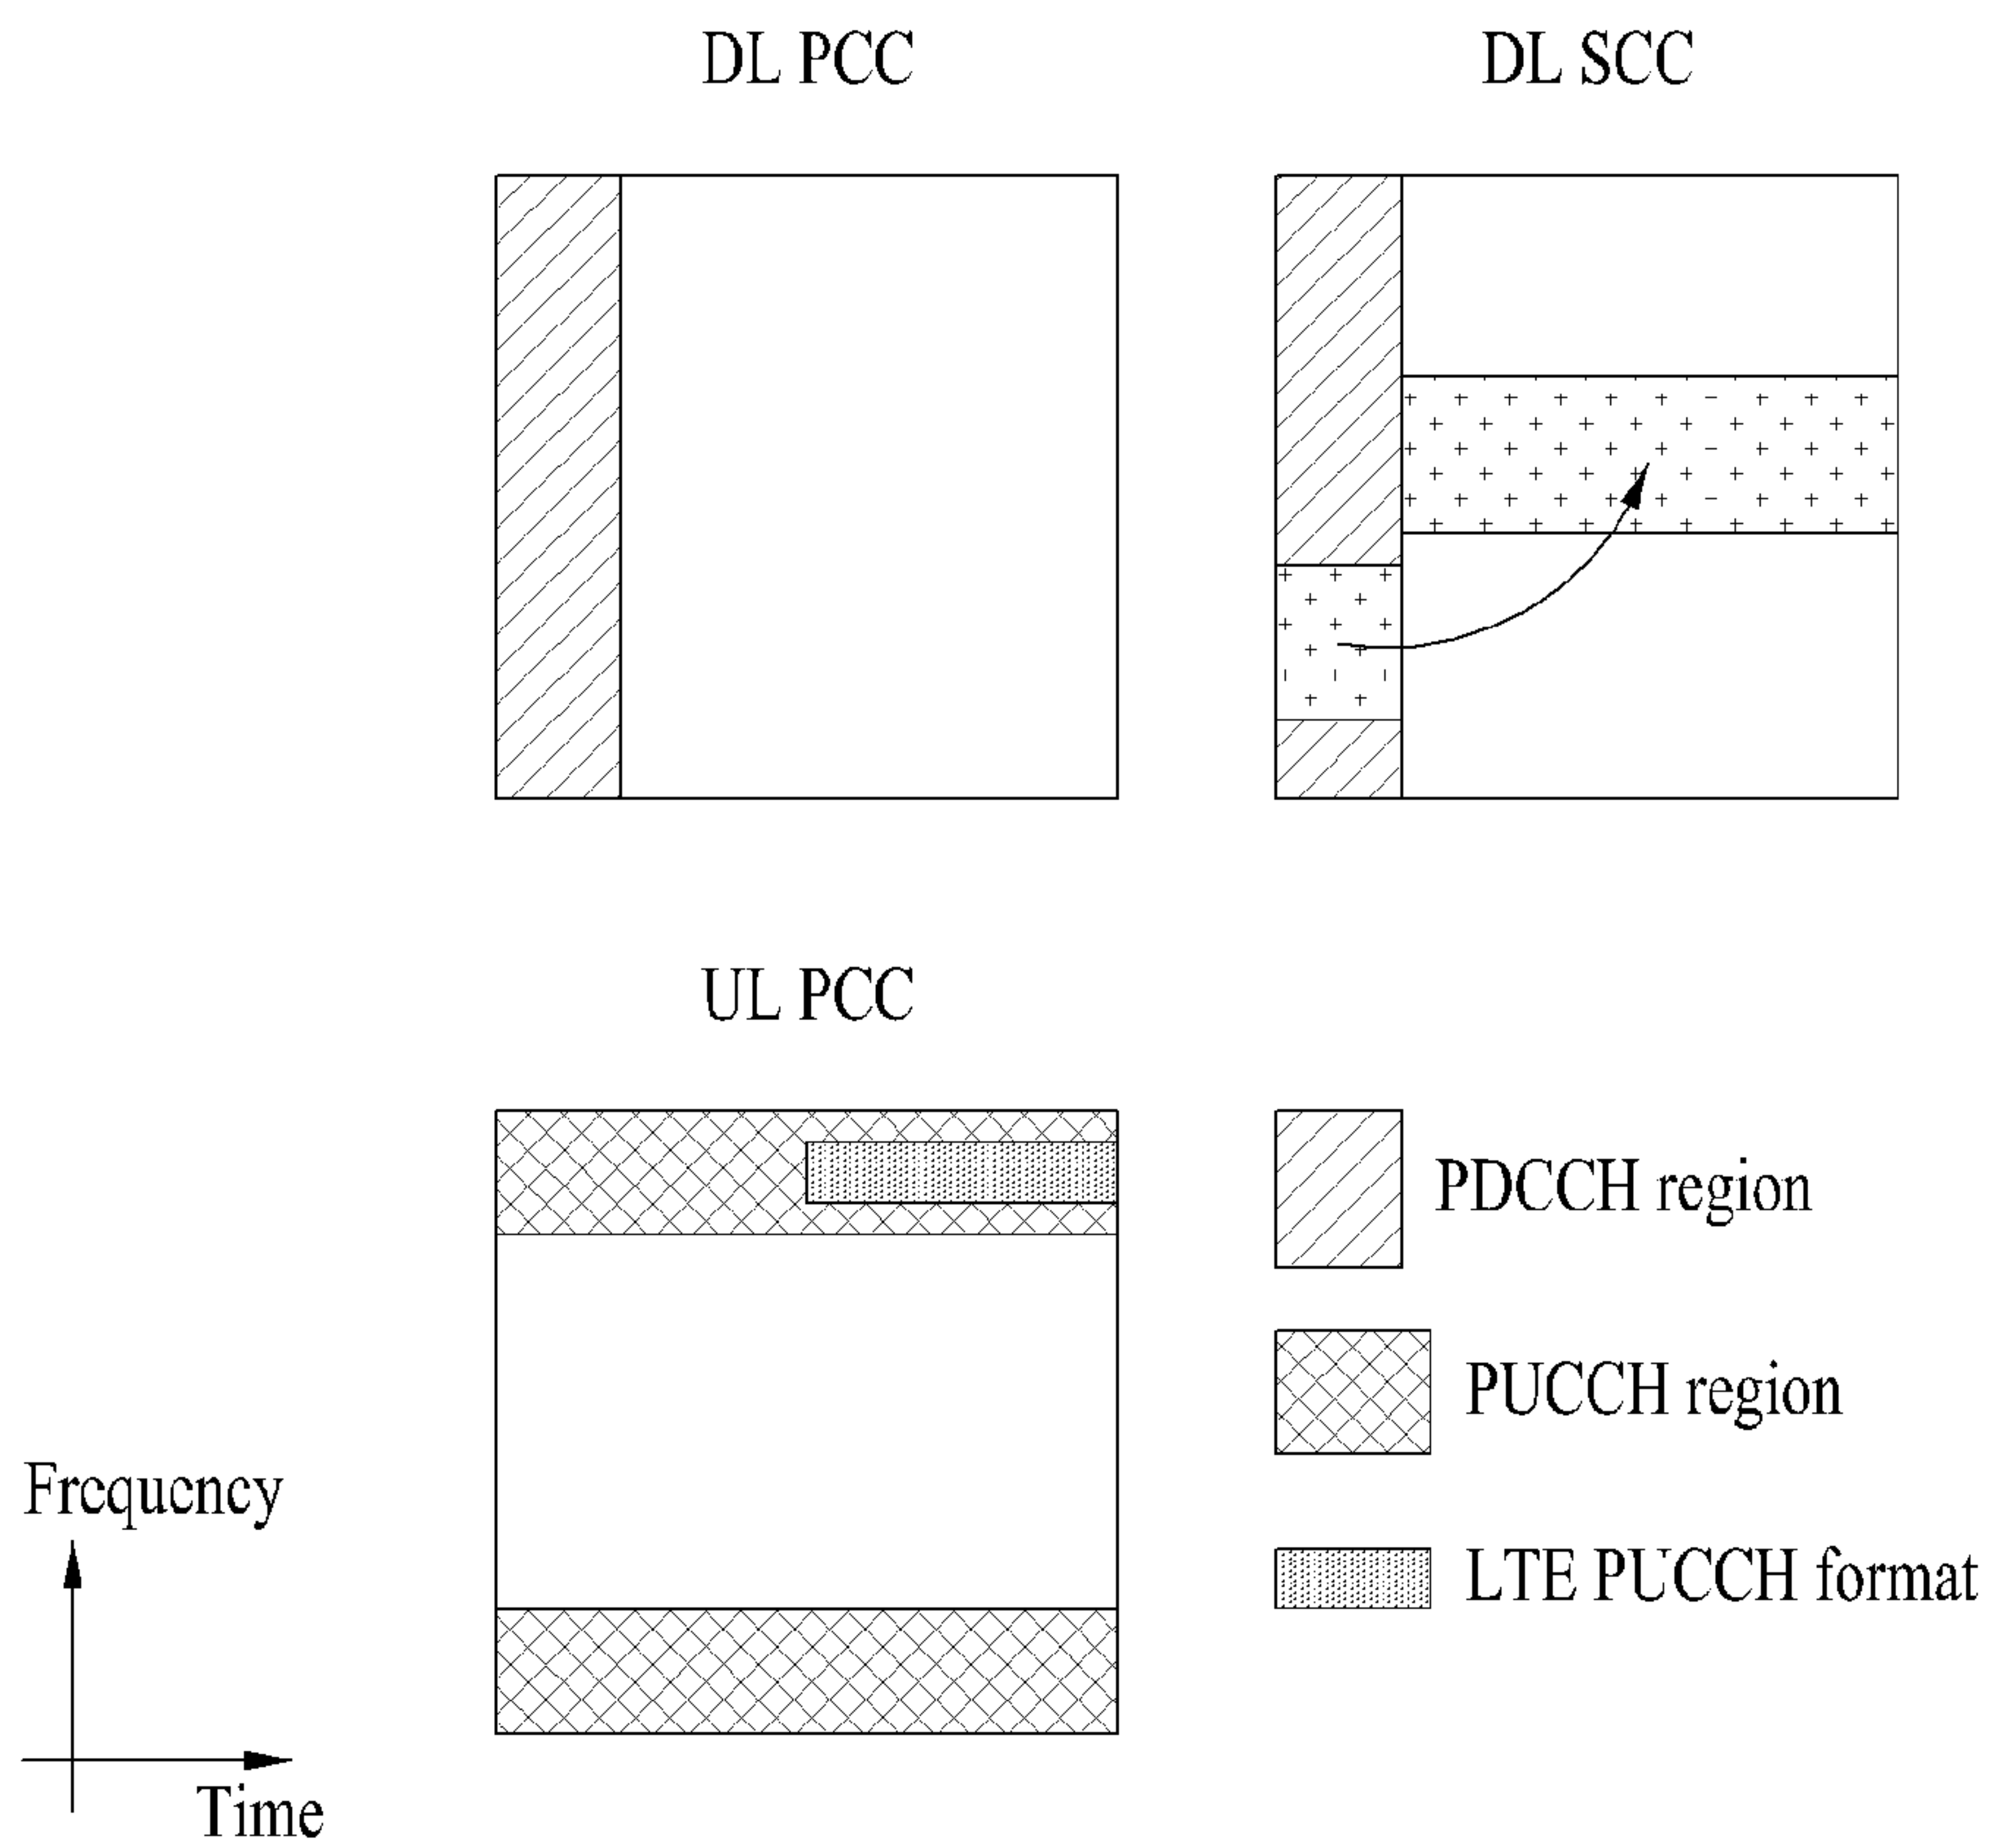 DL PCC
DL SCC
UL PCC
PDCCH region
PUCCH region
LTE PUCCH format
Frequency
Time